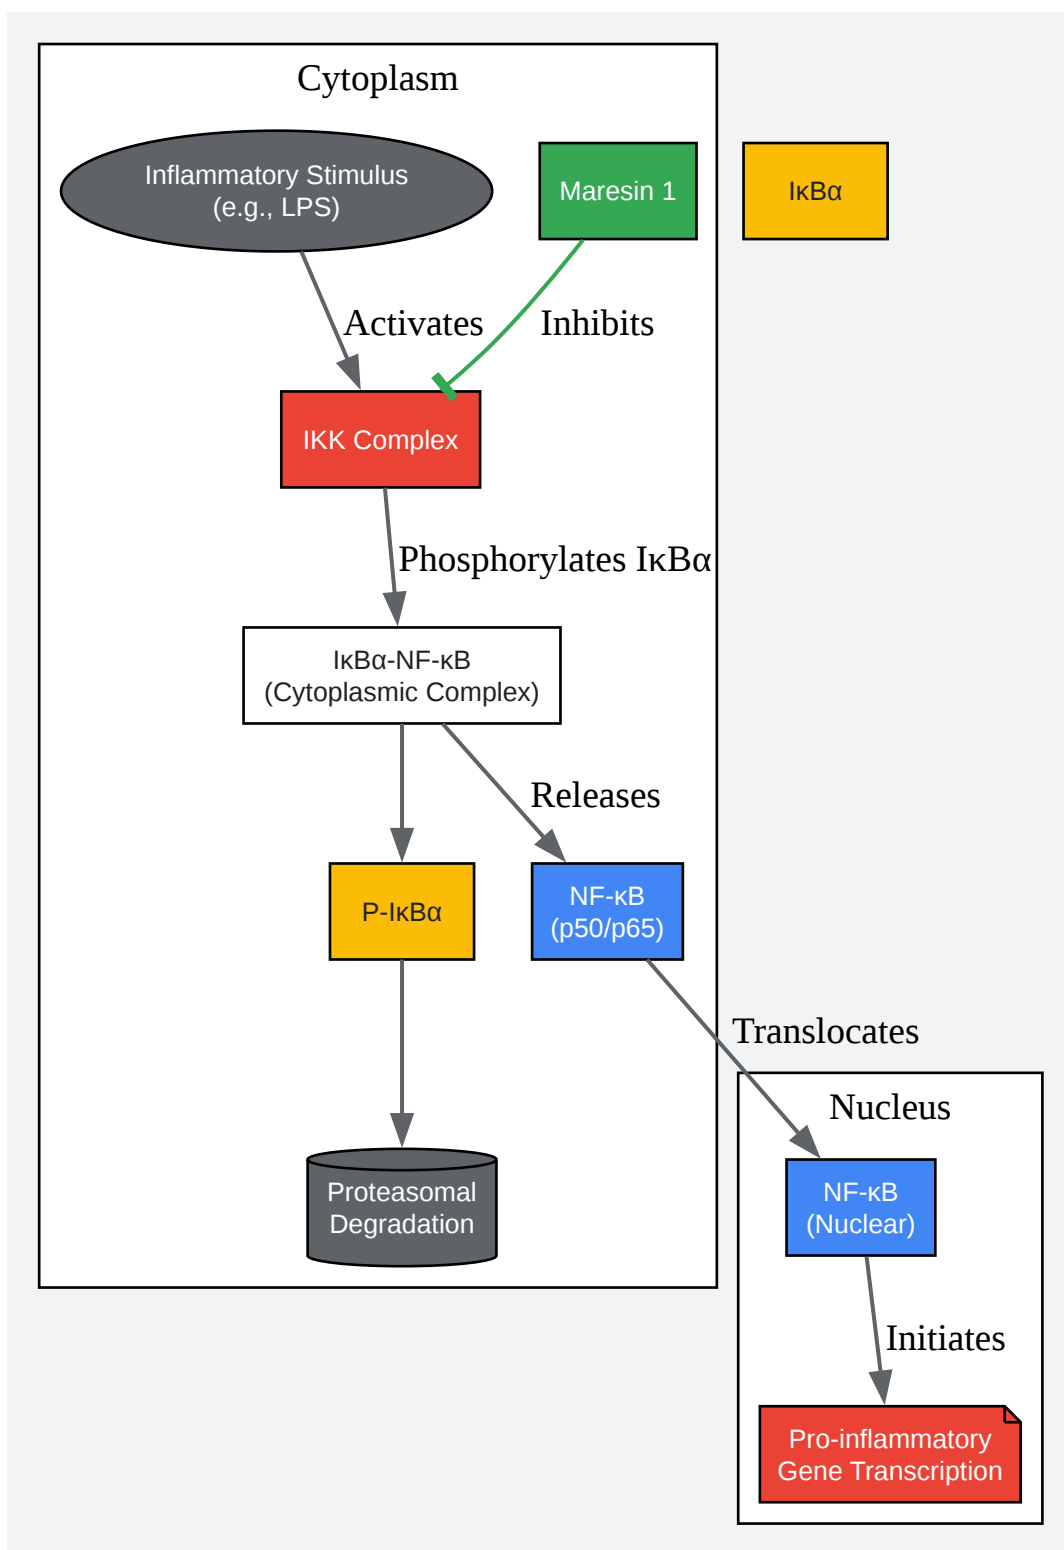 Cytoplasm
Inflammatory Stimulus
(e.g., LPS)
Maresin 1
IκBα
Activates
Inhibits
IKK Complex
Phosphorylates IκBα
IκBα-NF-κB
(Cytoplasmic Complex)
Releases
P-IκBα
NF-κB
(p50/p65)
Translocates
Nucleus
Proteasomal
Degradation
NF-κB
(Nuclear)
Initiates
Pro-inflammatory
Gene Transcription